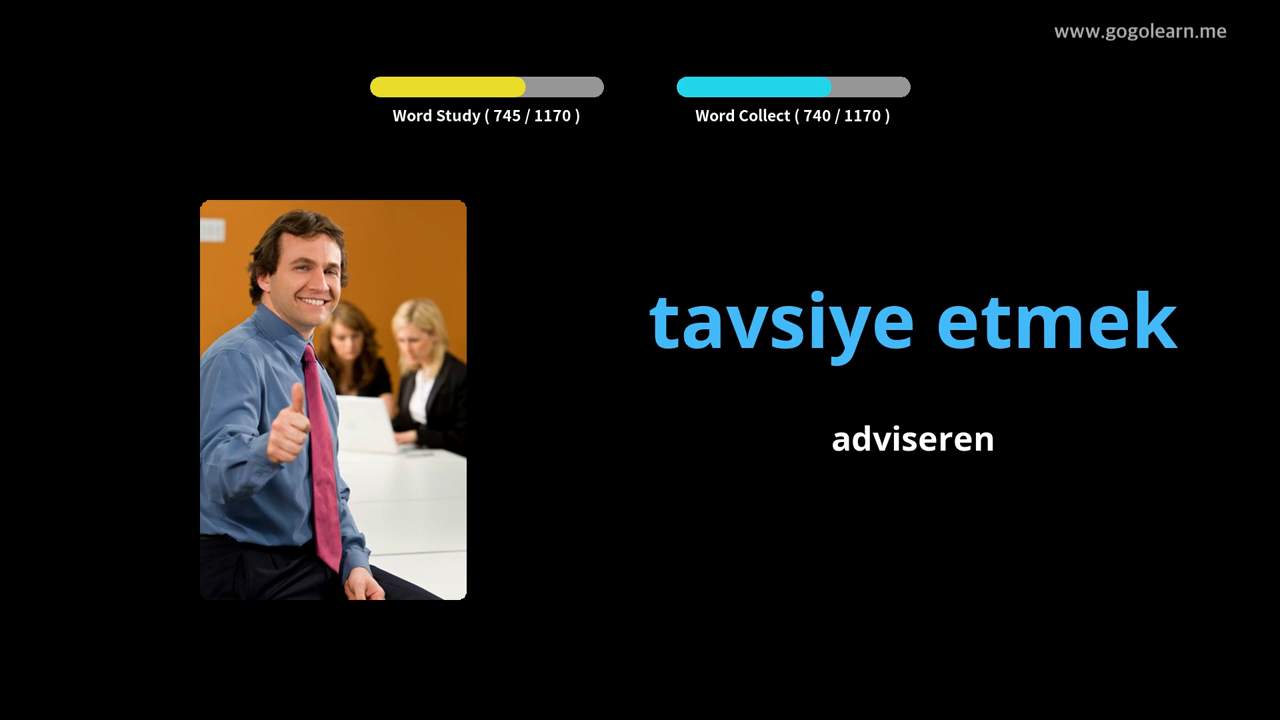 www.gogolearn.me
Word Study ( 745 / 1170 )
Word Collect ( 740 / 1170 )
tavsiye etmek
adviseren